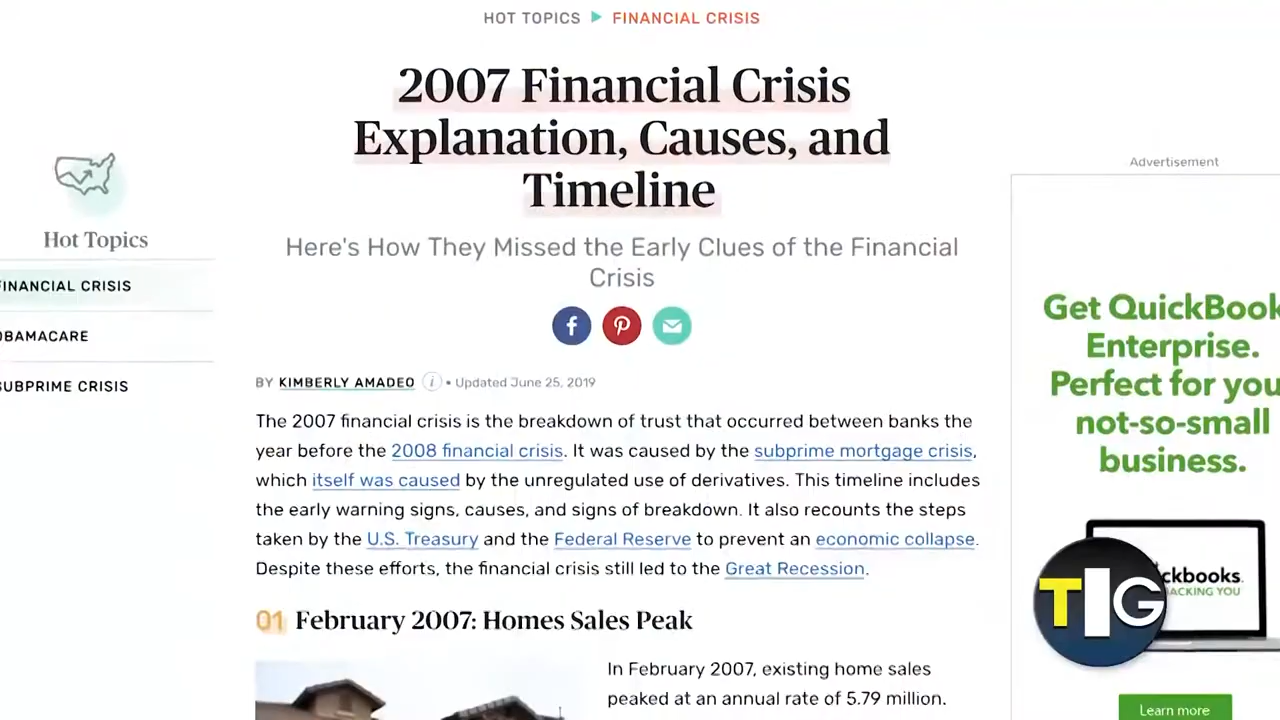 HOT TOPICS ▶ FINANCIAL CRISIS
2007 Financial Crisis
Explanation, Causes, and
Timeline
Here's How They Missed the Early Clues of the Financial
Crisis
BY KIMBERLY AMADEO i • Updated June 25, 2019
The 2007 financial crisis is the breakdown of trust that occurred between banks the
year before the 2008 financial crisis. It was caused by the subprime mortgage crisis,
which itself was caused by the unregulated use of derivatives. This timeline includes
the early warning signs, causes, and signs of breakdown. It also recounts the steps
taken by the U.S. Treasury and the Federal Reserve to prevent an economic collapse.
Despite these efforts, the financial crisis still led to the Great Recession.
01 February 2007: Homes Sales Peak
In February 2007, existing home sales
peaked at an annual rate of 5.79 million.
Hot Topics
FINANCIAL CRISIS
OBAMACARE
SUBPRIME CRISIS
Advertisement
Get QuickBook
Enterprise.
Perfect for you
not-so-small
business.
ckbooks.
ACKING YOU
TIG
Learn more